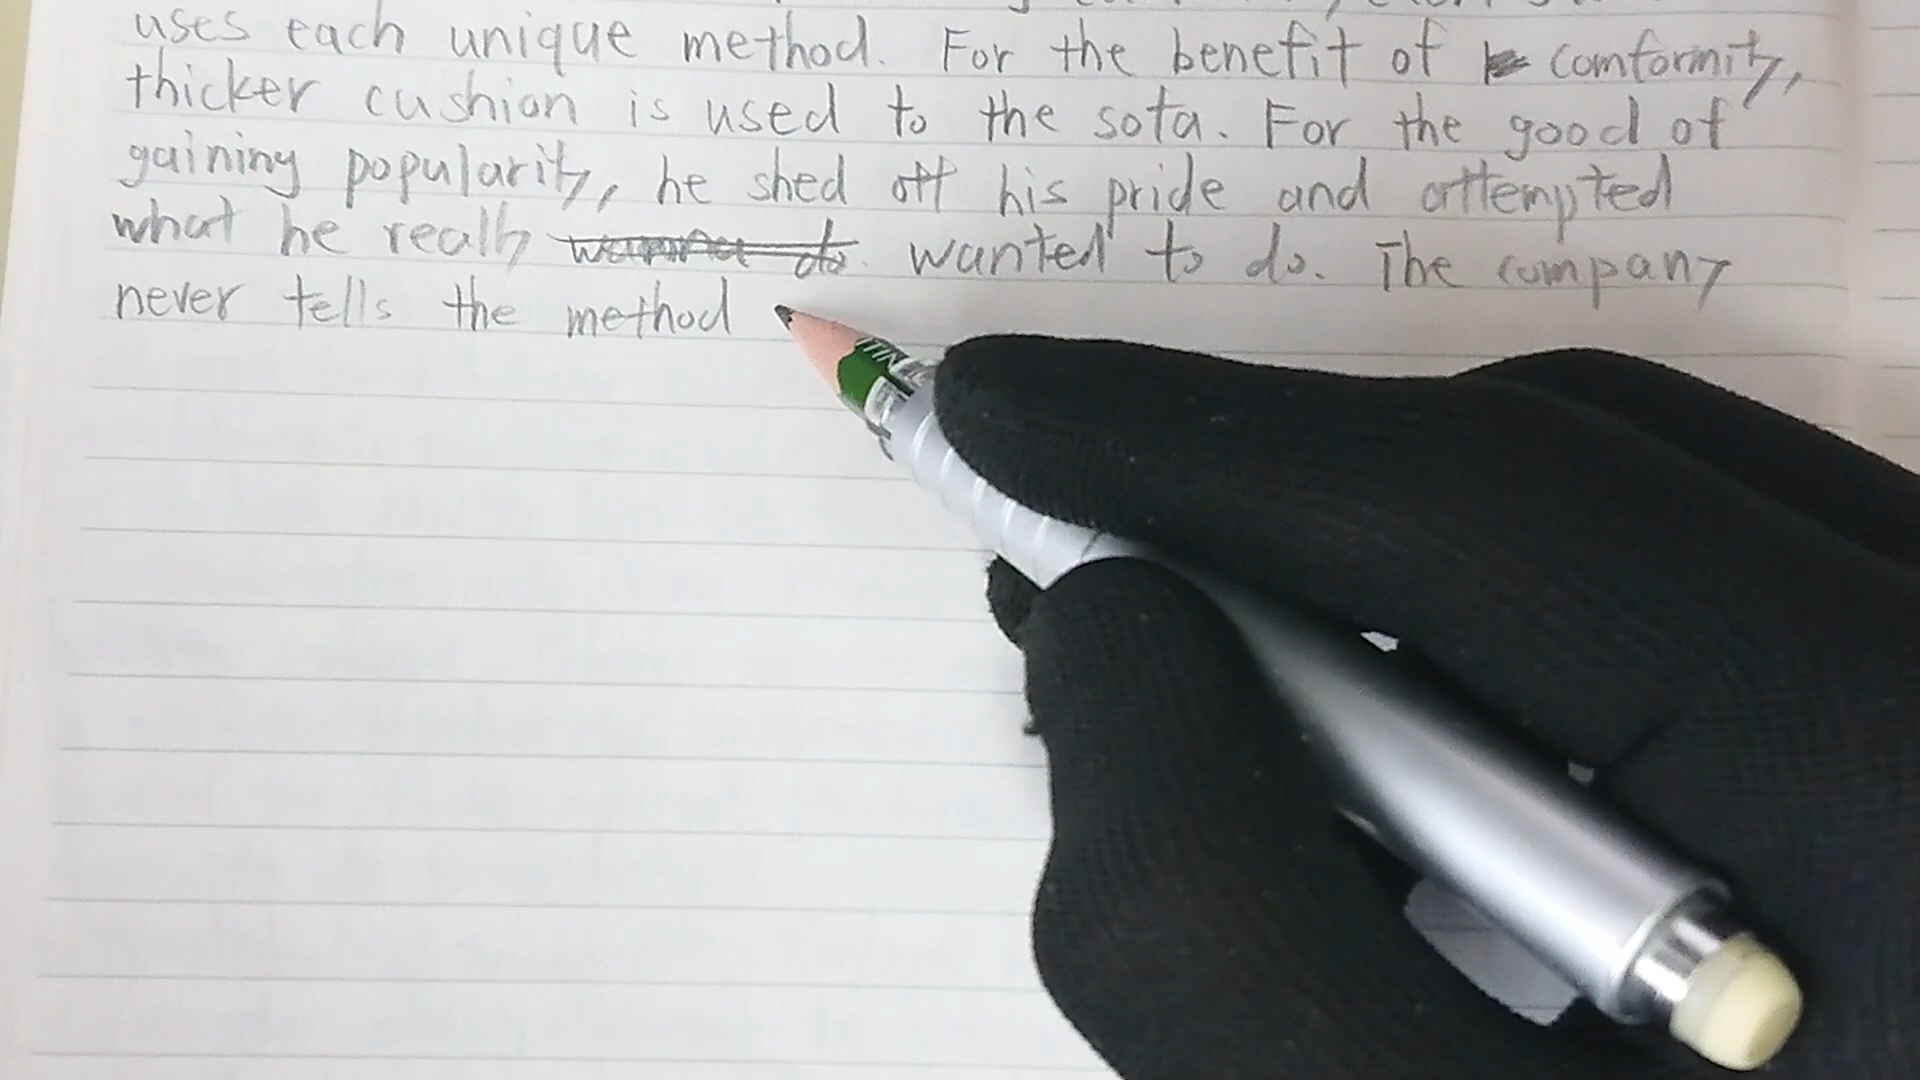 uses each unique method. For the benefit of comformity,
thicker cushion is used to the sofa. For the good of
gaining popularity, he shed off his pride and attempted
what he really wanna do wanted to do. The company
never tells the method